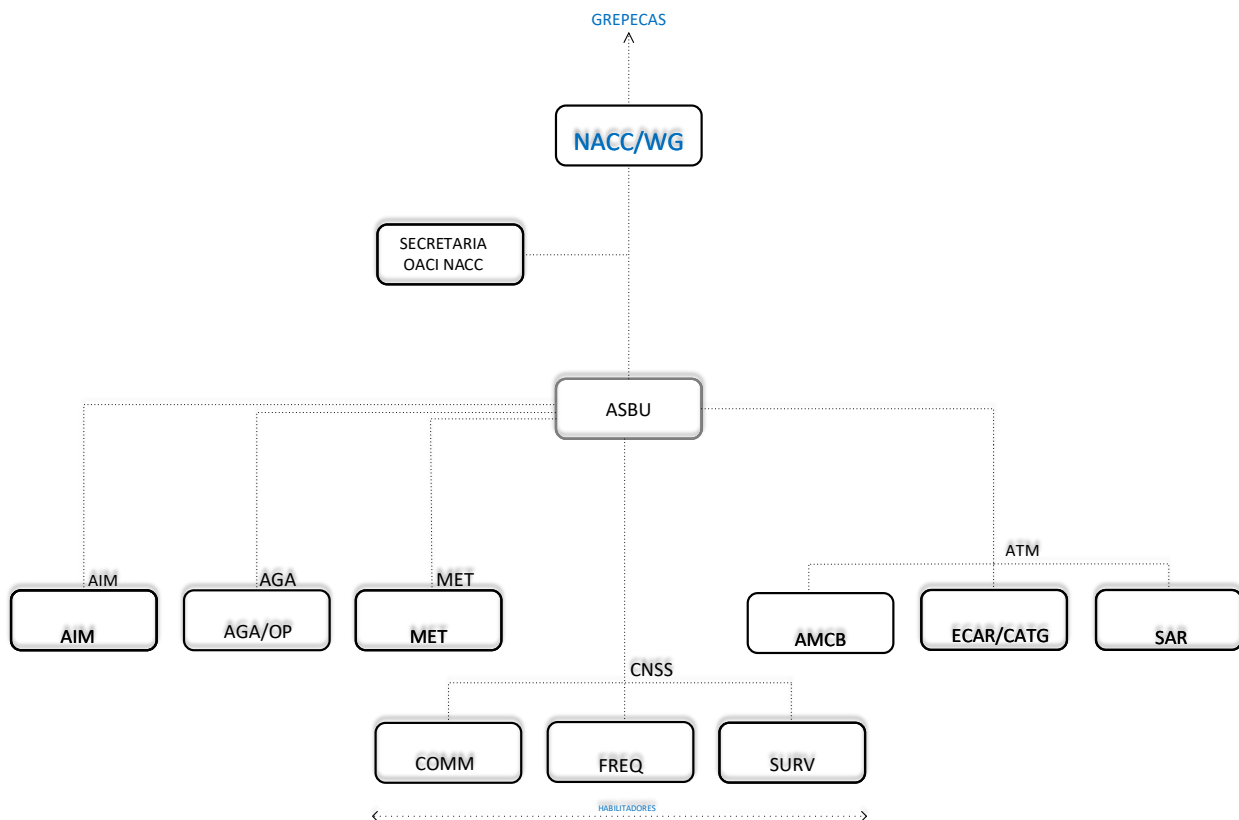 GREPECAS
NACC/WG
SECRETARIA
OACI NACC
ASBU
ATM
AIM
AGA
MET
AIM
AGA/OP
MET
AMCB
ECAR/CATG
SAR
CNSS
COMM
FREQ
SURV
HABILITADORES